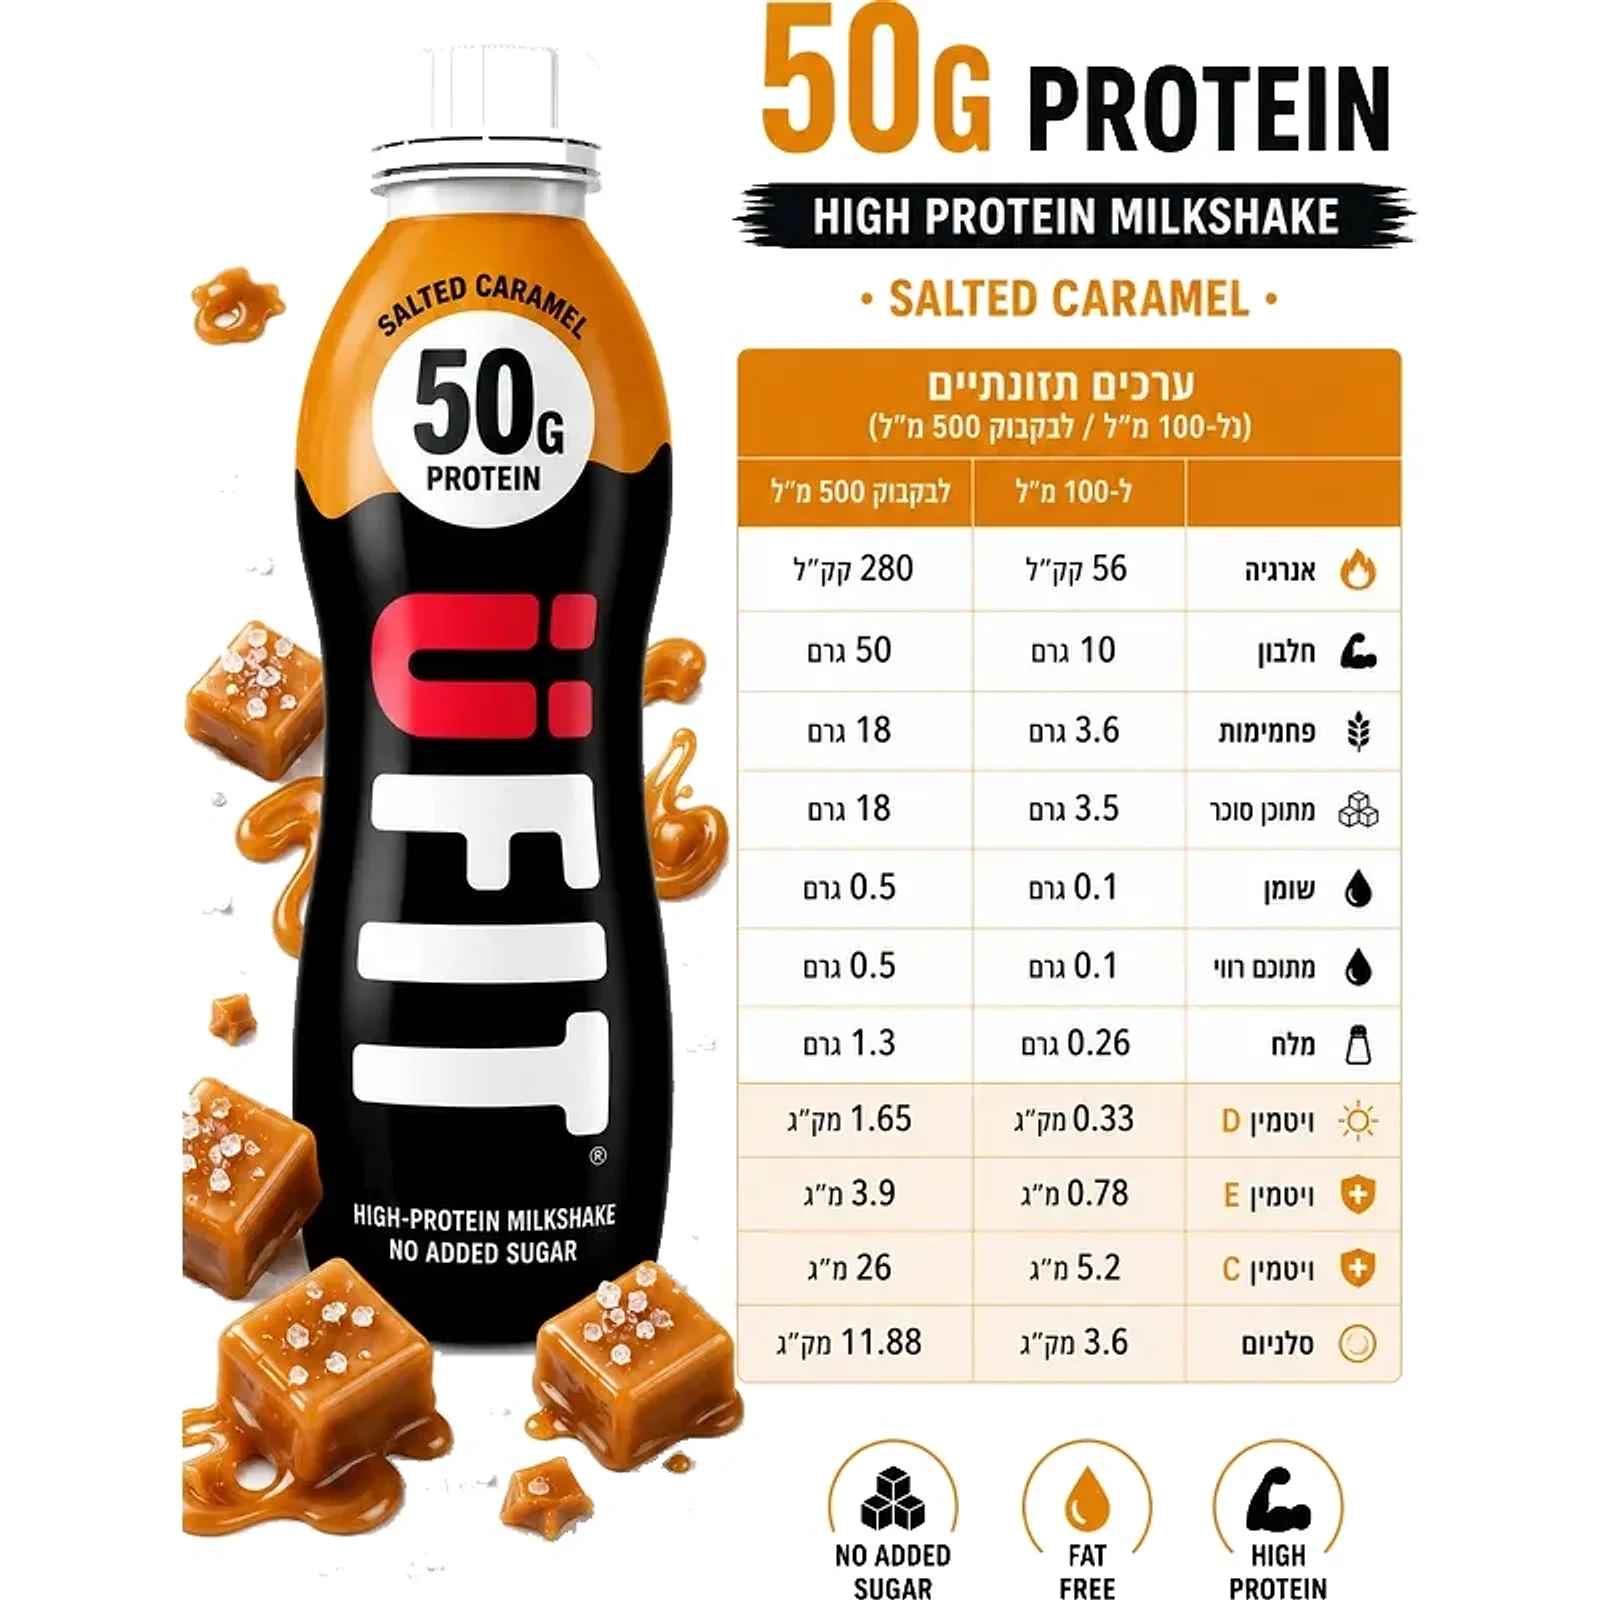 SALTED CARAMEL
50G
PROTEIN
üFIT®
HIGH-PROTEIN MILKSHAKE
NO ADDED SUGAR
50G PROTEIN
HIGH PROTEIN MILKSHAKE
• SALTED CARAMEL •
ערכים תזונתיים
(נל-100 מ״ל / לבקבוק 500 מ״ל)
ל-100 מ״ל לבקבוק 500 מ״ל
אנרגיה 56 קק״ל 280 קק״ל
חלבון 10 גרם 50 גרם
פחמימות 3.6 גרם 18 גרם
מתוכן סוכר 3.5 גרם 18 גרם
שומן 0.1 גרם 0.5 גרם
מתוכם רווי 0.1 גרם 0.5 גרם
מלח 0.26 גרם 1.3 גרם
ויטמין D 0.33 מק״ג 1.65 מק״ג
ויטמין E 0.78 מ״ג 3.9 מ״ג
ויטמין C 5.2 מ״ג 26 מ״ג
סלניום 3.6 מק״ג 11.88 מק״ג
NO ADDED
SUGAR
FAT
FREE
HIGH
PROTEIN